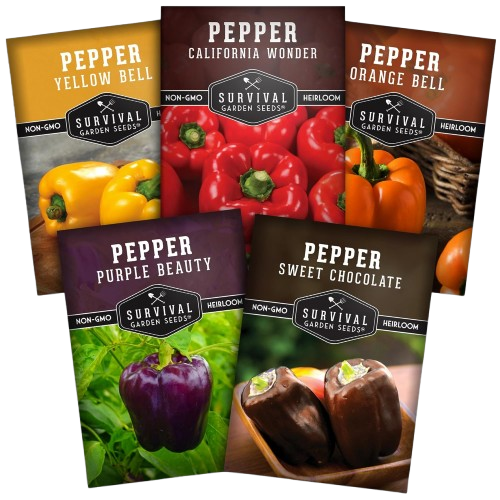 PEPPER
YELLOW BELL
NON-GMO
SURVIVAL
GARDEN SEEDS®
PEPPER
CALIFORNIA WONDER
NON-GMO
SURVIVAL
GARDEN SEEDS®
HEIRLOOM
PEPPER
ORANGE BELL
SURVIVAL
GARDEN SEEDS®
HEIRLOOM
PEPPER
PURPLE BEAUTY
NON-GMO
SURVIVAL
GARDEN SEEDS®
HEIRLOOM
PEPPER
SWEET CHOCOLATE
NON-GMO
SURVIVAL
GARDEN SEEDS®
HEIRLOOM